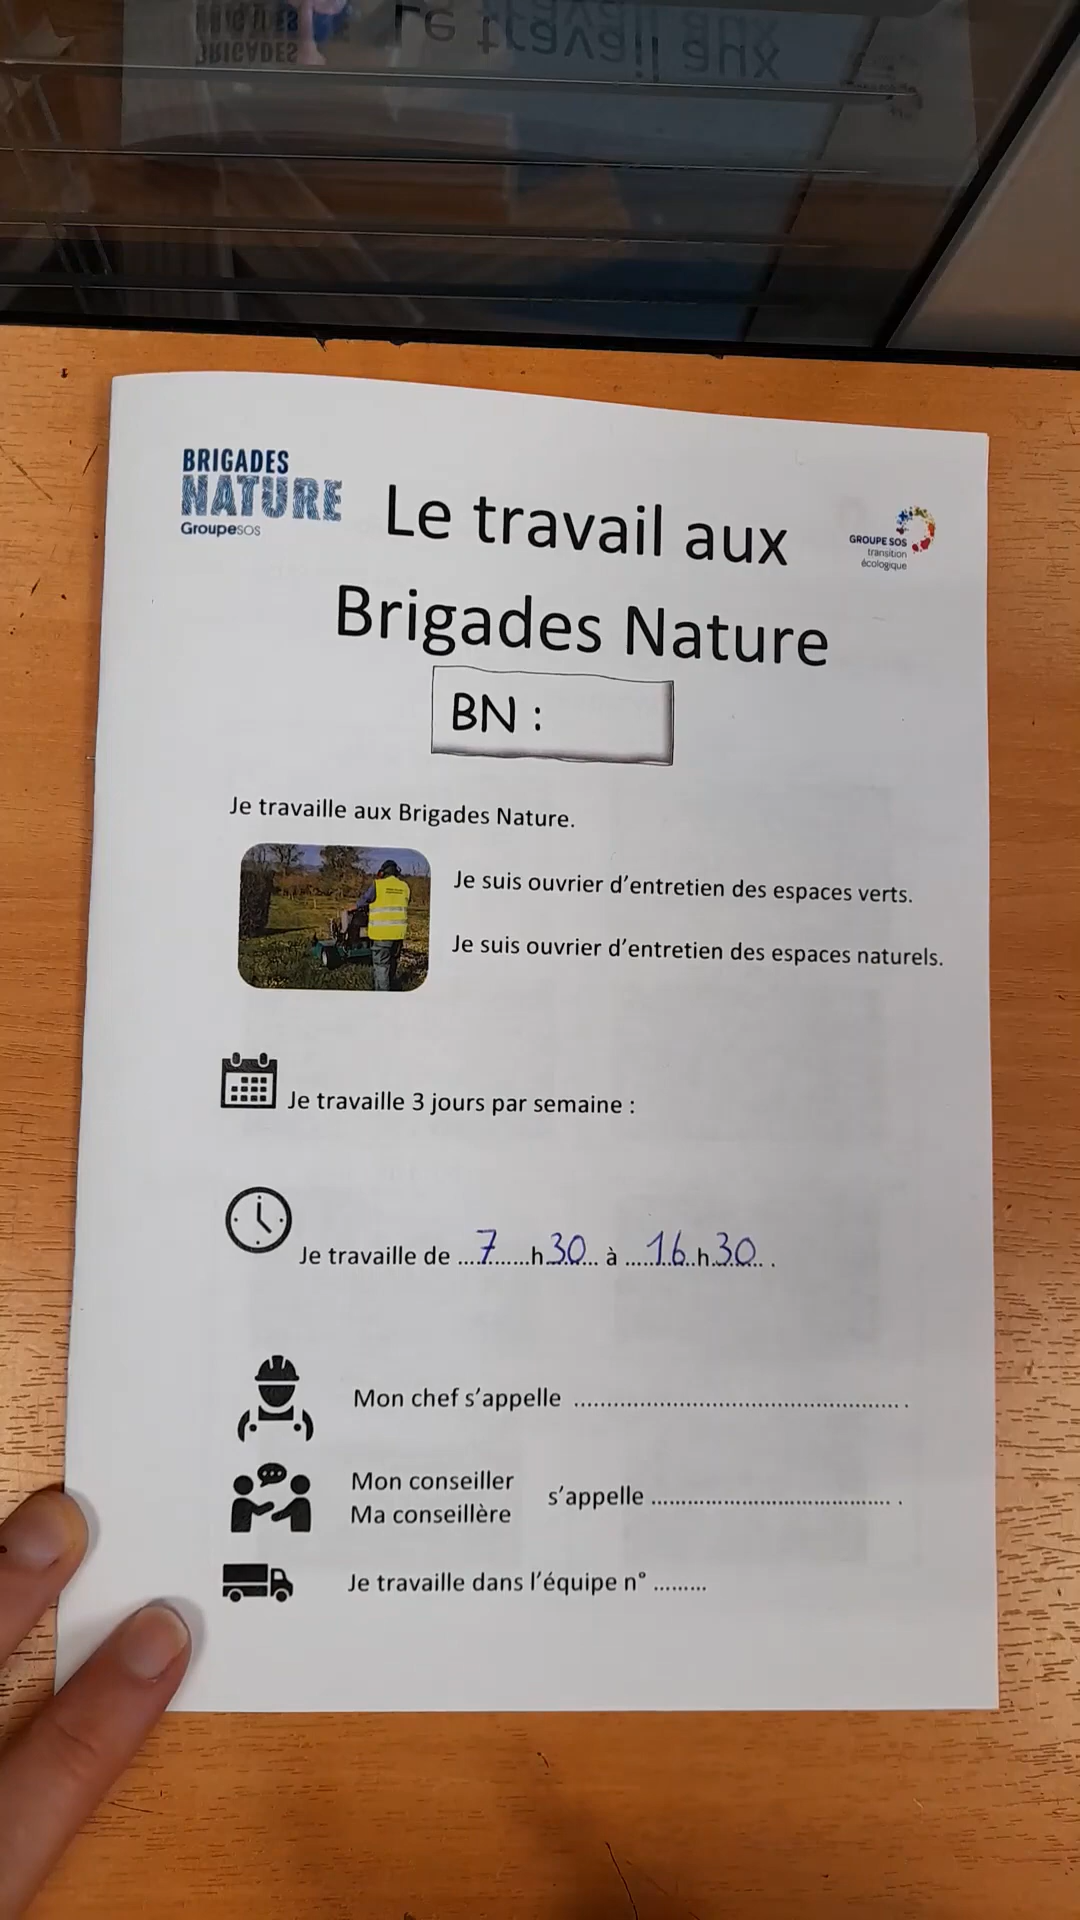 BRIGADES
NATURE
Groupesos
Le travail aux
GROUPE SOS
transition
écologique
Brigades Nature
BN :
Je travaille aux Brigades Nature.
Je suis ouvrier d'entretien des espaces verts.
Je suis ouvrier d'entretien des espaces naturels.
Je travaille 3 jours par semaine :
Je travaille de ....7.......h.30... à .....16..h.30.. .
Mon chef s'appelle ................................................. .
Mon conseiller
Ma conseillère
s'appelle .................................... .
Je travaille dans l'équipe n° .........